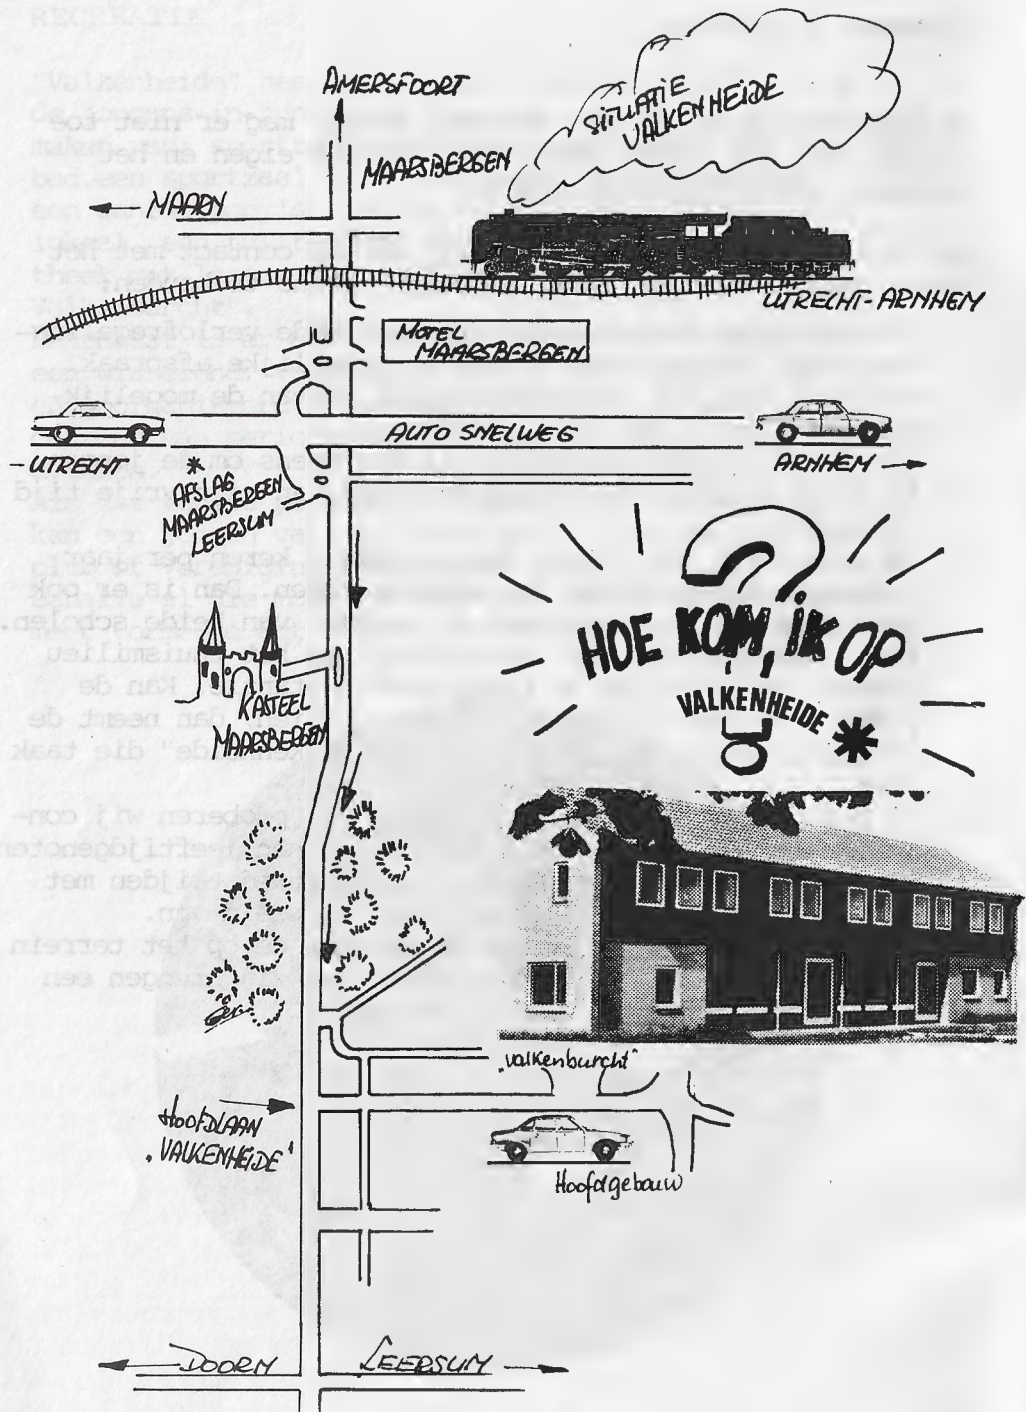 AMERSFOORT
SITUATIE
VALKENHEIDE
MAARSBERGEN
MAARN
UTRECHT-ARNHEM
MOTEL
MAARSBERGEN
AUTO SNELWEG
-UTRECHT
ARNHEM
* AFSLAG
MAARSBERGEN
LEERSUM
HOE KOM, iK OP
VALKENHEIDE *
KASTEEL
MAARSBERGEN
"valkenburcht"
HOOFDLAAN
"VALKENHEIDE"
Hoofdgebouw
DOORN
LEERSUM